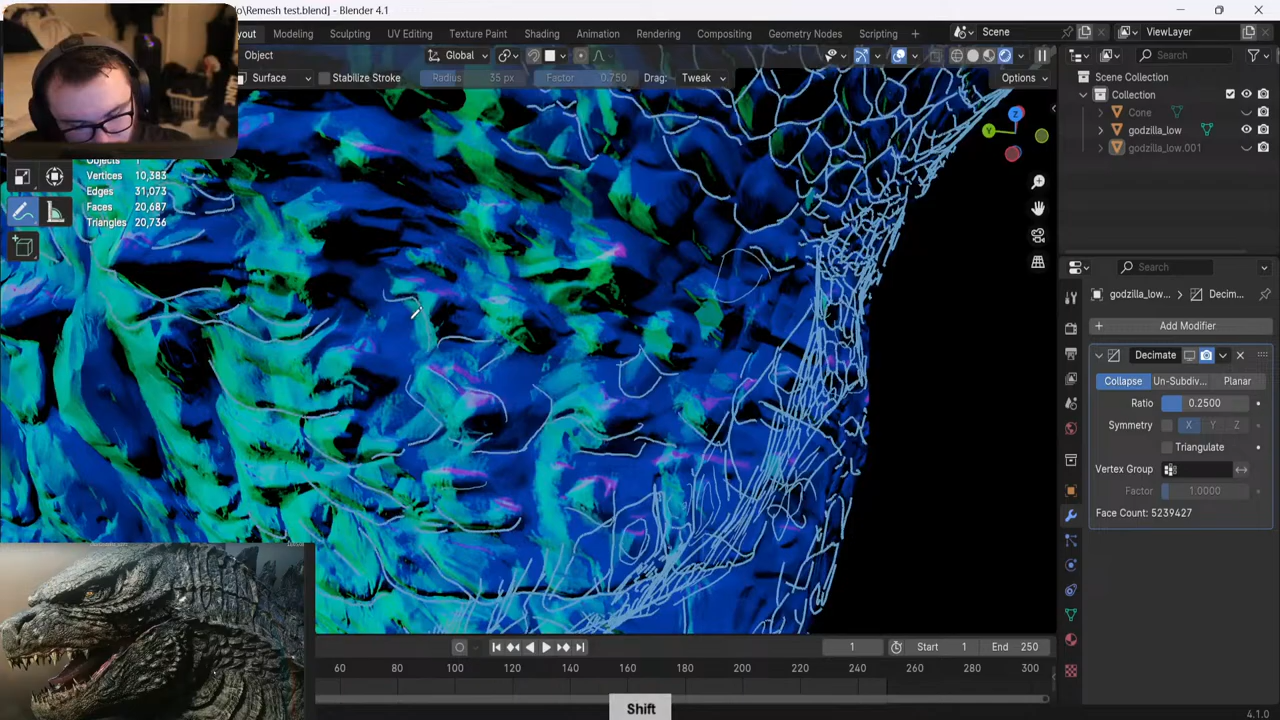 Remesh test.blend] - Blender 4.1
Modeling Sculpting UV Editing Texture Paint Shading Animation Rendering Compositing Geometry Nodes Scripting
Scene
ViewLayer
Object
Global
Surface
Stabilize Stroke
Radius 35 px
Factor 0.750
Drag: Tweak
Options
Search
Scene Collection
Collection
Cone
godzilla_low
godzilla_low.001
Objects 1
Vertices 10,383
Edges 31,073
Faces 20,687
Triangles 20,736
X
Y
Z
Search
godzilla_low...
Decim...
Add Modifier
Decimate
Collapse Un-Subdiv... Planar
Ratio 0.2500
Symmetry X Y Z
Triangulate
Vertex Group
Factor 1.0000
Face Count: 5239427
1
Start 1
End 250
60 80 100 120 140 160 180 200 220 240 260 280 300
Shift
4.1.0